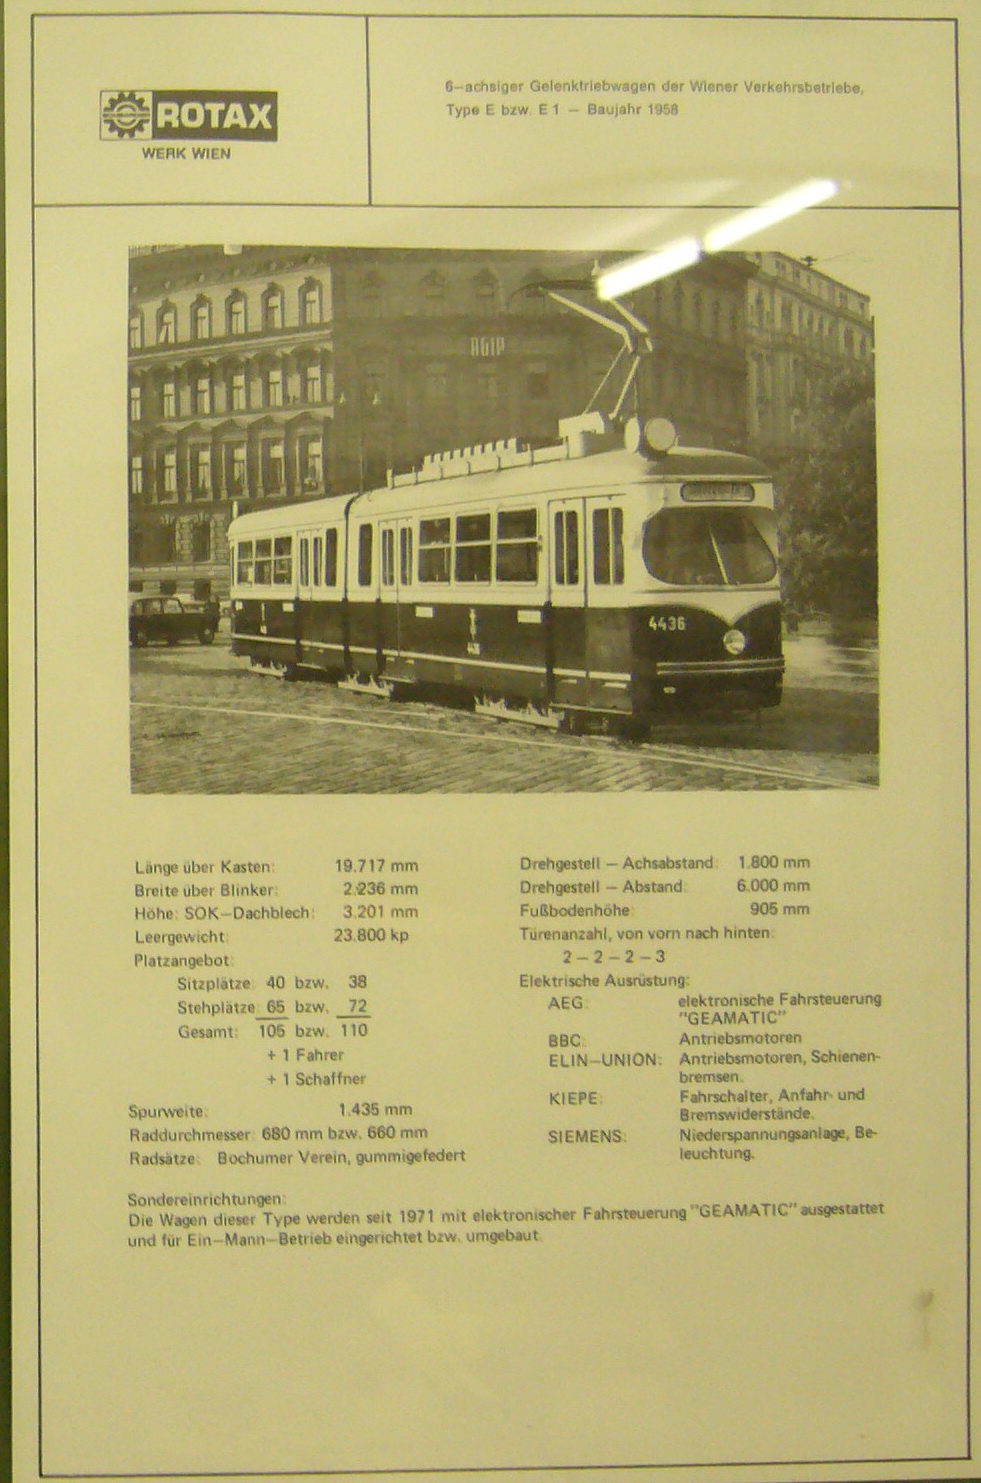 ROTAX
WERK WIEN
6-achsiger Gelenktriebwagen der Wiener Verkehrsbetriebe,
Type E bzw. E 1 — Baujahr 1958
AGIP
4436
Länge über Kasten: 19.717 mm
Breite über Blinker: 2.236 mm
Höhe: SOK—Dachblech: 3.201 mm
Leergewicht: 23.800 kp
Platzangebot:
Sitzplätze: 40 bzw. 38
Stehplätze: 65 bzw. 72
Gesamt: 105 bzw. 110
+ 1 Fahrer
+ 1 Schaffner
Spurweite: 1.435 mm
Raddurchmesser: 680 mm bzw. 660 mm
Radsätze: Bochumer Verein, gummigefedert
Drehgestell — Achsabstand: 1.800 mm
Drehgestell — Abstand: 6.000 mm
Fußbodenhöhe: 905 mm
Türenanzahl, von vorn nach hinten:
2 — 2 — 2 — 3
Elektrische Ausrüstung:
AEG: elektronische Fahrsteuerung
"GEAMATIC"
BBC: Antriebsmotoren
ELIN—UNION: Antriebsmotoren, Schienen-
bremsen.
KIEPE: Fahrschalter, Anfahr- und
Bremswiderstände.
SIEMENS: Niederspannungsanlage, Be-
leuchtung.
Sondereinrichtungen:
Die Wagen dieser Type werden seit 1971 mit elektronischer Fahrsteuerung "GEAMATIC" ausgestattet
und für Ein—Mann—Betrieb eingerichtet bzw. umgebaut.